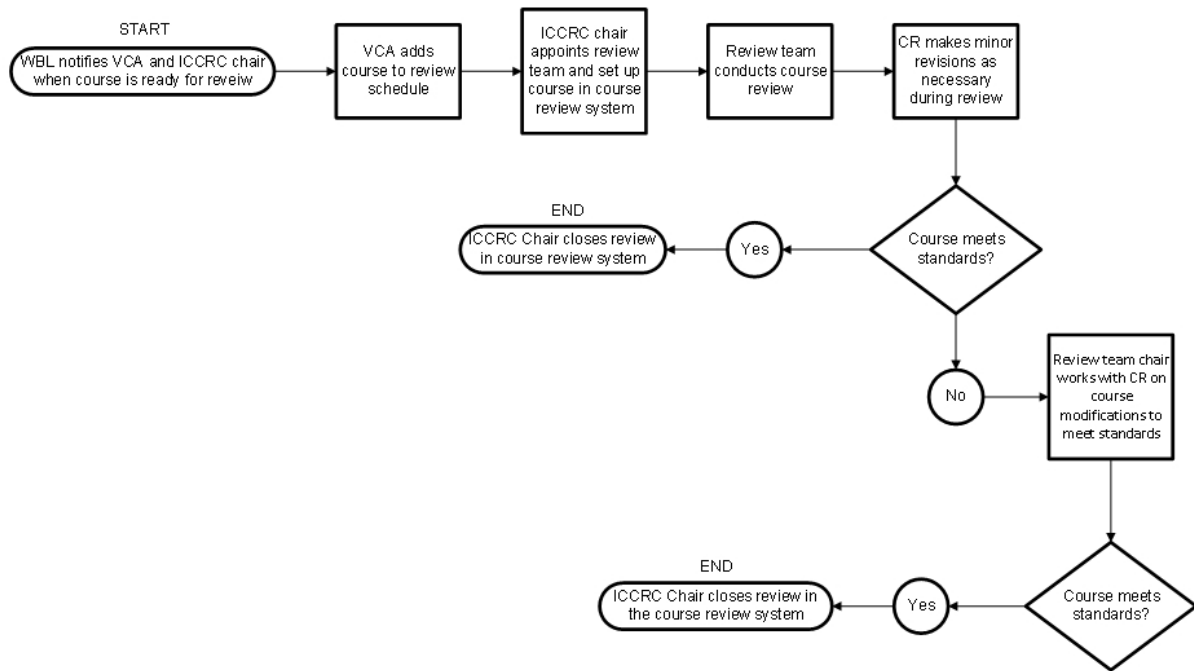 START
WBL notifies VCA and ICCRC chair
when course is ready for reveiw
VCA adds
course to review
schedule
ICCRC chair
appoints review
team and set up
course in course
review system
Review team
conducts course
review
CR makes minor
revisions as
necessary
during review
Course meets
standards?
Yes
END
ICCRC Chair closes review
in course review system
No
Review team chair
works with CR on
course
modifications to
meet standards
Course meets
standards?
Yes
END
ICCRC Chair closes review in
the course review system